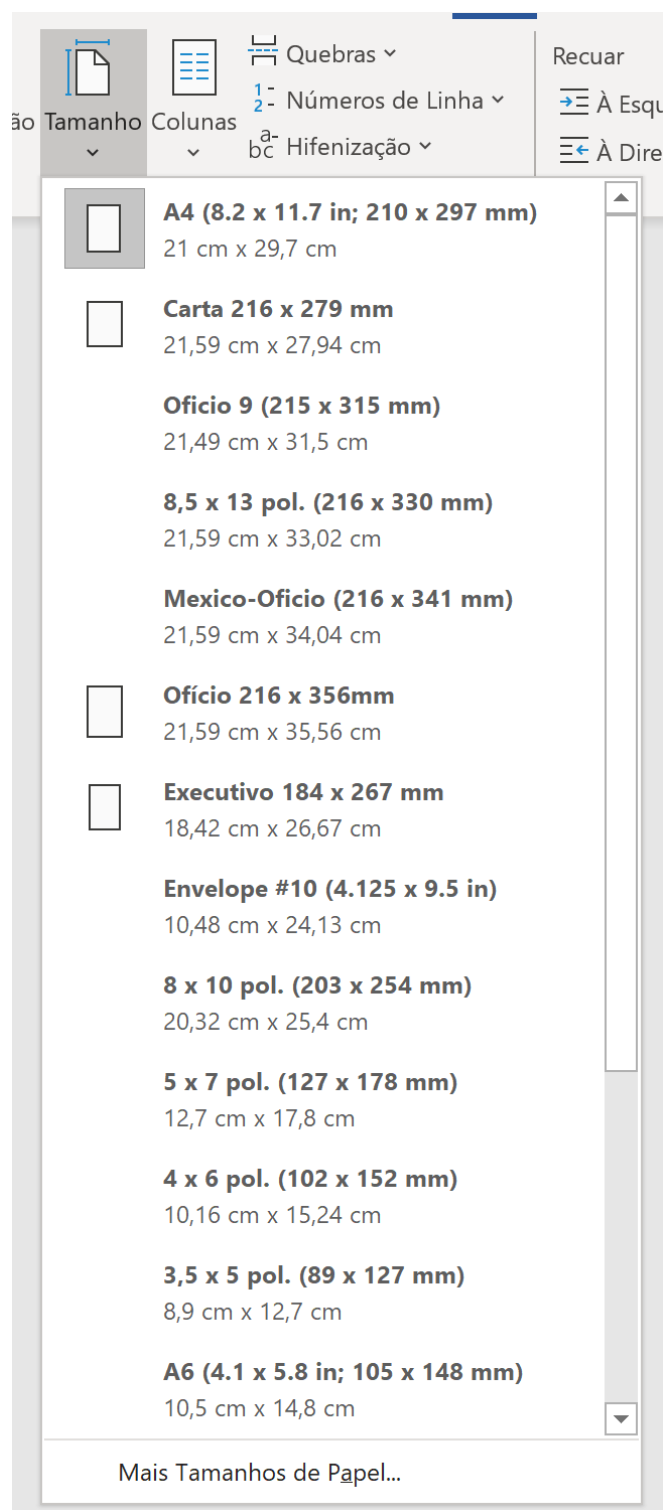 Quebras
Recuar
1
2
Números de Linha
À Esqu
ão
Tamanho
Colunas
a-
bc
Hifenização
À Dire
A4 (8.2 x 11.7 in; 210 x 297 mm)
21 cm x 29,7 cm
Carta 216 x 279 mm
21,59 cm x 27,94 cm
Oficio 9 (215 x 315 mm)
21,49 cm x 31,5 cm
8,5 x 13 pol. (216 x 330 mm)
21,59 cm x 33,02 cm
Mexico-Oficio (216 x 341 mm)
21,59 cm x 34,04 cm
Ofício 216 x 356mm
21,59 cm x 35,56 cm
Executivo 184 x 267 mm
18,42 cm x 26,67 cm
Envelope #10 (4.125 x 9.5 in)
10,48 cm x 24,13 cm
8 x 10 pol. (203 x 254 mm)
20,32 cm x 25,4 cm
5 x 7 pol. (127 x 178 mm)
12,7 cm x 17,8 cm
4 x 6 pol. (102 x 152 mm)
10,16 cm x 15,24 cm
3,5 x 5 pol. (89 x 127 mm)
8,9 cm x 12,7 cm
A6 (4.1 x 5.8 in; 105 x 148 mm)
10,5 cm x 14,8 cm
Mais Tamanhos de Papel...